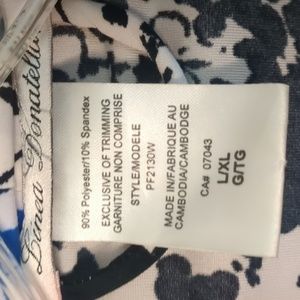 Linea Donatella
90% Polyester/10% Spandex
EXCLUSIVE OF TRIMMING
GARNITURE NON COMPRISE
STYLE/MODELE
PF2130W
MADE IN/FABRIQUE AU
CAMBODIA/CAMBODGE
CA# 07043
L/XL
G/TG